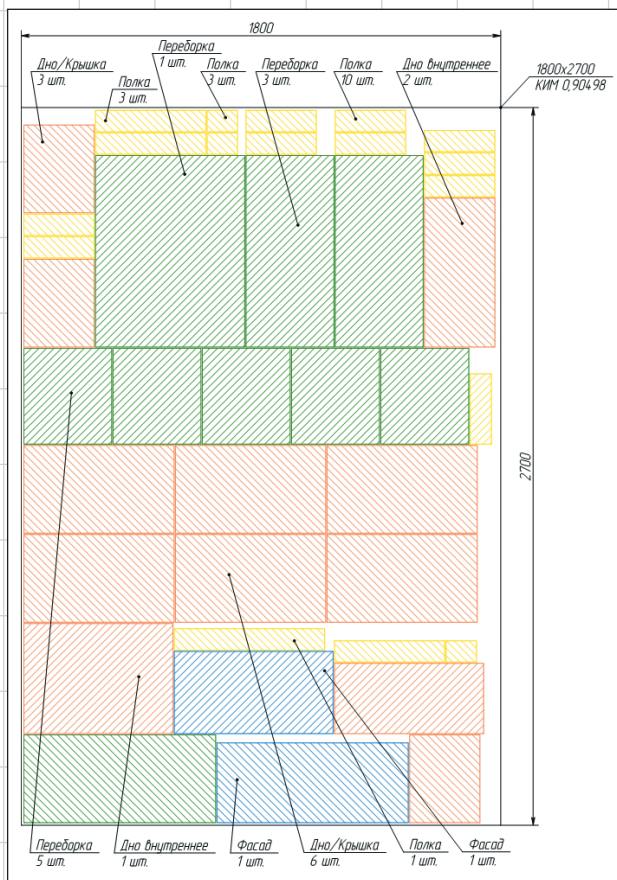 1800
Переборка
1 шт.
Дно/Крышка
3 шт.
Полка
3 шт.
Полка
3 шт.
Переборка
3 шт.
Полка
10 шт.
Дно внутреннее
2 шт.
1800х2700
КИМ 0,90498
2700
Переборка
5 шт.
Дно внутреннее
1 шт.
Фасад
1 шт.
Дно/Крышка
6 шт.
Полка
1 шт.
Фасад
1 шт.